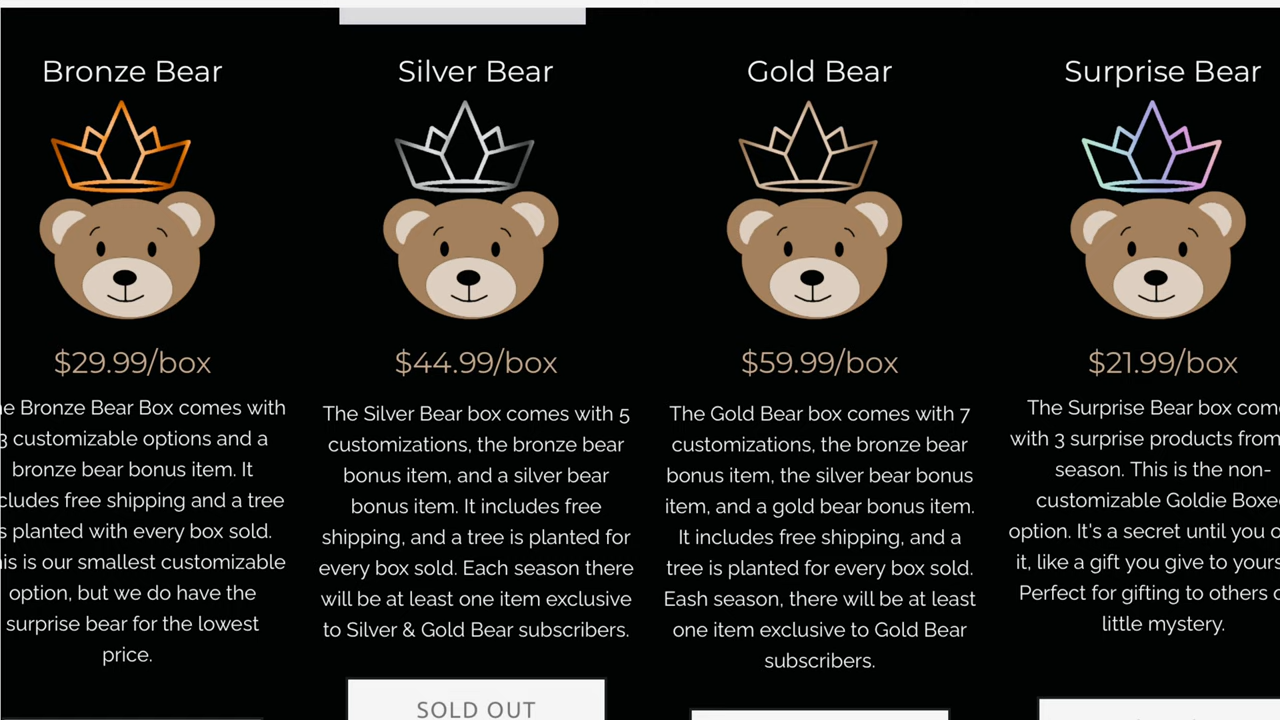 Bronze Bear
$29.99/box
Bronze Bear Box comes with
3 customizable options and a
bronze bear bonus item. It
free shipping and a tree
planted with every box sold.
is our smallest customizable
option, but we do have the
surprise bear for the lowest
price.
Silver Bear
$44.99/box
The Silver Bear box comes with 5
customizations, the bronze bear
bonus item, and a silver bear
bonus item. It includes free
shipping, and a tree is planted for
every box sold. Each season there
will be at least one item exclusive
to Silver & Gold Bear subscribers.
SOLD OUT
Gold Bear
$59.99/box
The Gold Bear box comes with 7
customizations, the bronze bear
bonus item, the silver bear bonus
item, and a gold bear bonus item.
It includes free shipping, and a
tree is planted for every box sold.
Eash season, there will be at least
one item exclusive to Gold Bear
subscribers.
Surprise Bear
$21.99/box
The Surprise Bear box
with 3 surprise products from
season. This is the non-
customizable Goldie
option. It's a secret until you
it, like a gift you give to
Perfect for gifting to others
little mystery.